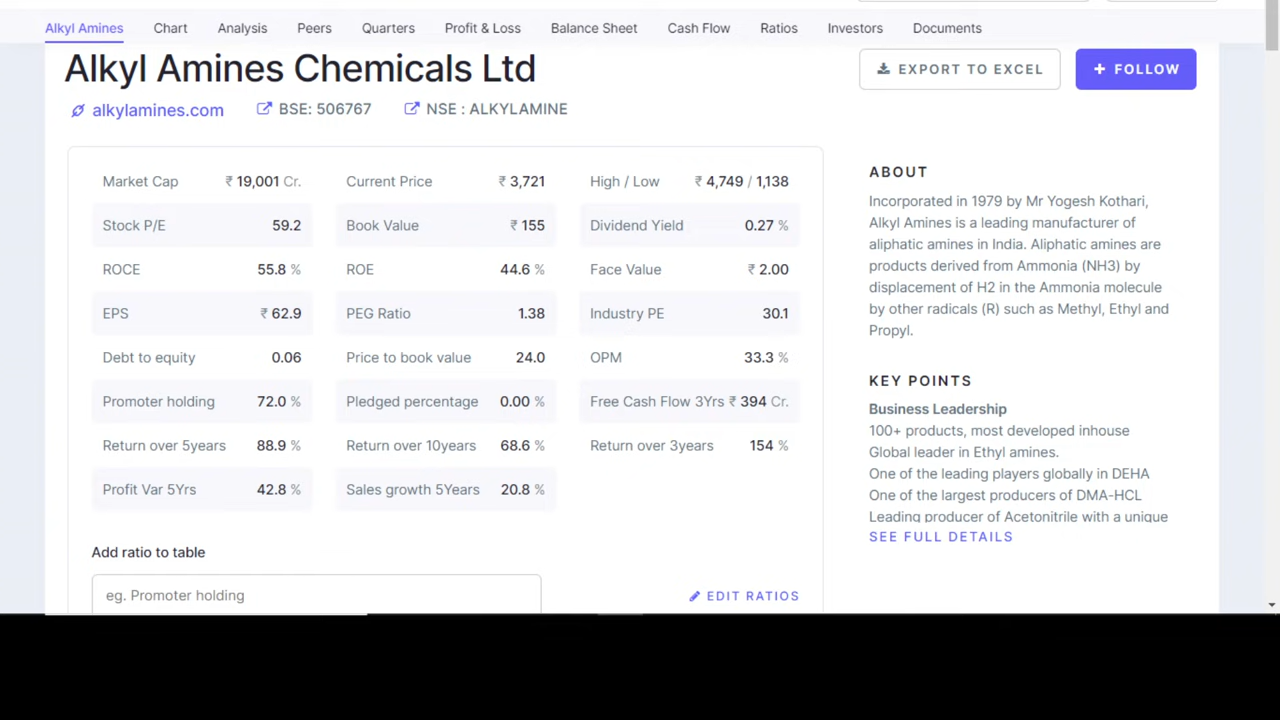 Alkyl Amines Chart Analysis Peers Quarters Profit & Loss Balance Sheet Cash Flow Ratios Investors Documents
Alkyl Amines Chemicals Ltd
EXPORT TO EXCEL
+ FOLLOW
alkylamines.com BSE: 506767 NSE : ALKYLAMINE
Market Cap ₹ 19,001 Cr.
Current Price ₹ 3,721
High / Low ₹ 4,749 / 1,138
Stock P/E 59.2
Book Value ₹ 155
Dividend Yield 0.27 %
ROCE 55.8 %
ROE 44.6 %
Face Value ₹ 2.00
EPS ₹ 62.9
PEG Ratio 1.38
Industry PE 30.1
Debt to equity 0.06
Price to book value 24.0
OPM 33.3 %
Promoter holding 72.0 %
Pledged percentage 0.00 %
Free Cash Flow 3Yrs ₹ 394 Cr.
Return over 5years 88.9 %
Return over 10years 68.6 %
Return over 3years 154 %
Profit Var 5Yrs 42.8 %
Sales growth 5Years 20.8 %
Add ratio to table
eg. Promoter holding
EDIT RATIOS
ABOUT
Incorporated in 1979 by Mr Yogesh Kothari,
Alkyl Amines is a leading manufacturer of
aliphatic amines in India. Aliphatic amines are
products derived from Ammonia (NH3) by
displacement of H2 in the Ammonia molecule
by other radicals (R) such as Methyl, Ethyl and
Propyl.
KEY POINTS
Business Leadership
100+ products, most developed inhouse
Global leader in Ethyl amines.
One of the leading players globally in DEHA
One of the largest producers of DMA-HCL
Leading producer of Acetonitrile with a unique
SEE FULL DETAILS